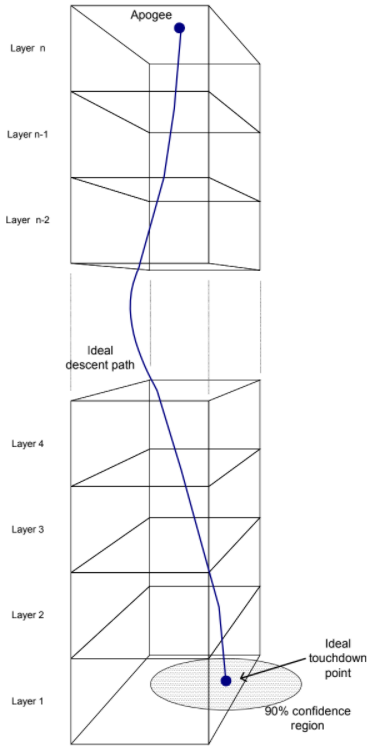 Apogee
Layer n
Layer n-1
Layer n-2
Ideal
descent path
Layer 4
Layer 3
Layer 2
Ideal
touchdown
point
Layer 1
90% confidence
region